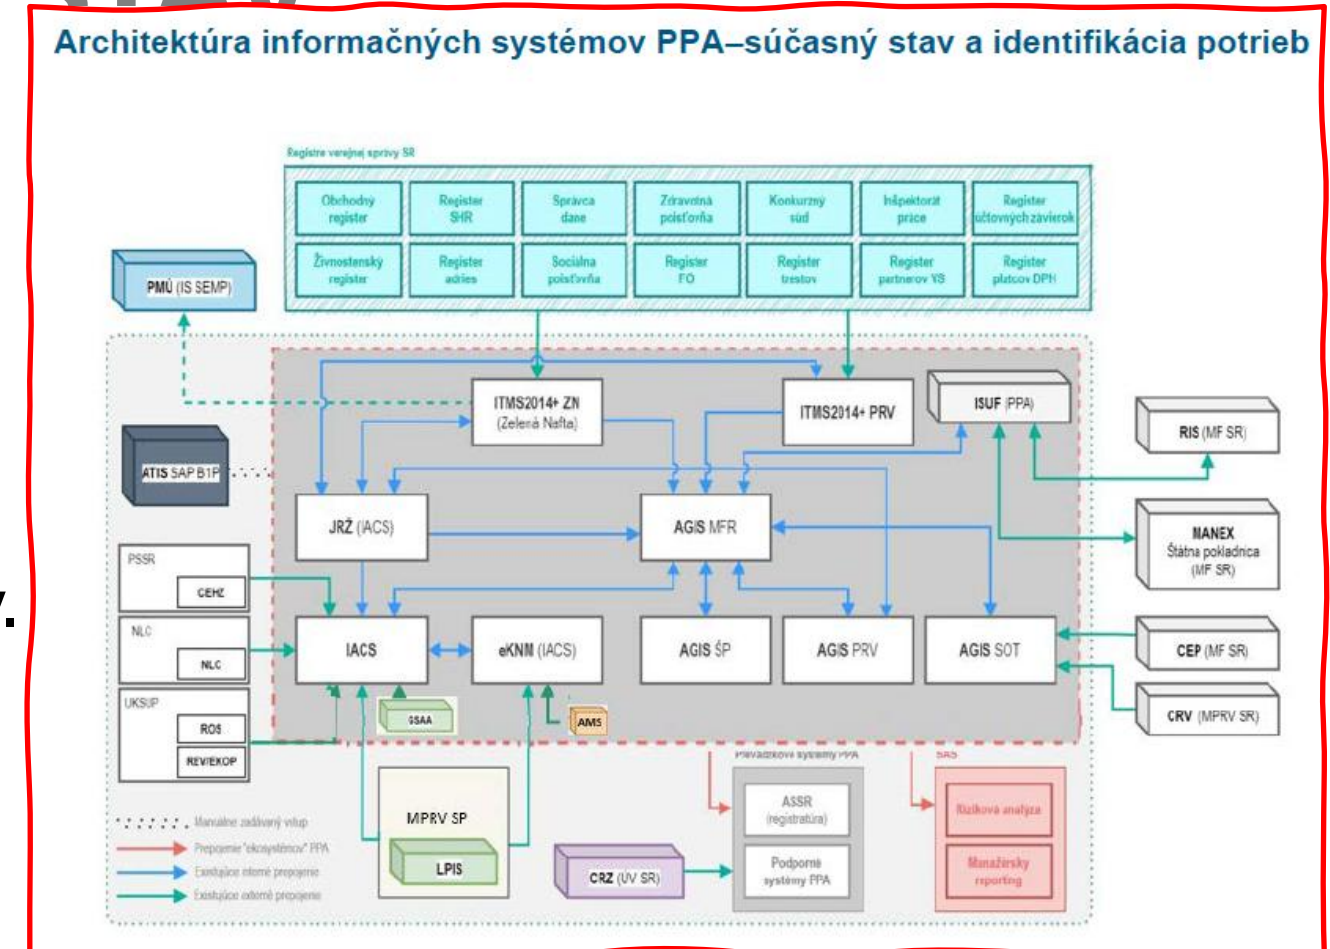 Architektúra informačných systémov PPA–súčasný stav a identifikácia potrieb
Registre verejnej správy SR
Obchodný
register
Register
SHR
Správca
dane
Zdravotná
poisťovňa
Konkurzný
súd
Inšpektorát
práce
Register
účtovných závierok
Živnostenský
register
Register
adries
Sociálna
poisťovňa
Register
FO
Register
trestov
Register
partnerov VS
Register
platcov DPH
PMÚ (IS SEMP)
ITMS2014+ ZN
(Zelená Nafta)
ITMS2014+ PRV
ISUF (PPA)
RIS (MF SR)
ATIS SAP B1P
JRŽ (IACS)
AGIS MFR
MANEX
Štátna pokladnica
(MF SR)
PSSR
CEHZ
NLC
NLC
IACS
eKNM (IACS)
AGIS ŠP
AGIS PRV
AGIS SOT
CEP (MF SR)
UKSUP
ROS
REV/EKOP
GSAA
AMS
CRV (MPRV SR)
Prevádzkové systémy PPA
SAS
MPRV SP
LPIS
ASSR
(registratúra)
Riziková analýza
Manuálne zadávaný vstup
Prepojenie "ekosystémov" PPA
Existujúce interné prepojenie
Existujúce externé prepojenie
CRZ (ÚV SR)
Podporné
systémy PPA
Manažérsky
reporting